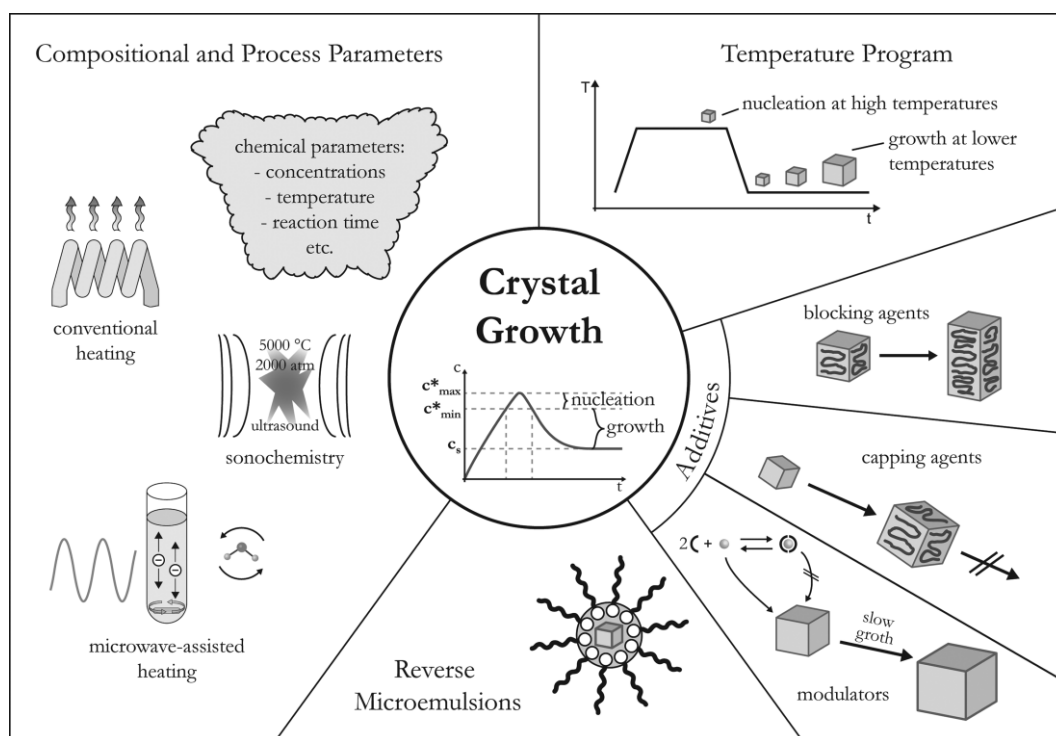 Compositional and Process Parameters
chemical parameters:
- concentrations
- temperature
- reaction time
etc.
conventional
heating
5000 °C
2000 atm
ultrasound
sonochemistry
microwave-assisted
heating
Temperature Program
T
nucleation at high temperatures
growth at lower
temperatures
t
Crystal
Growth
c
c*max
c*min
cs
nucleation
growth
t
Additives
blocking agents
capping agents
2 +
slow
groth
modulators
Reverse
Microemulsions